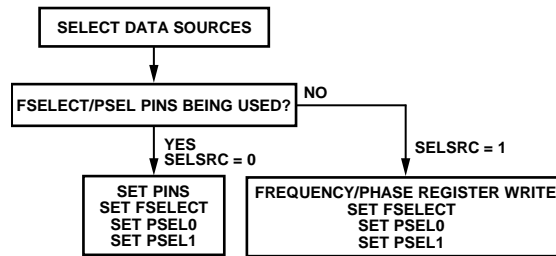 SELECT DATA SOURCES
FSELECT/PSEL PINS BEING USED?
NO
YES
SELSRC = 0
SELSRC = 1
SET PINS
SET FSELECT
SET PSEL0
SET PSEL1
FREQUENCY/PHASE REGISTER WRITE
SET FSELECT
SET PSEL0
SET PSEL1